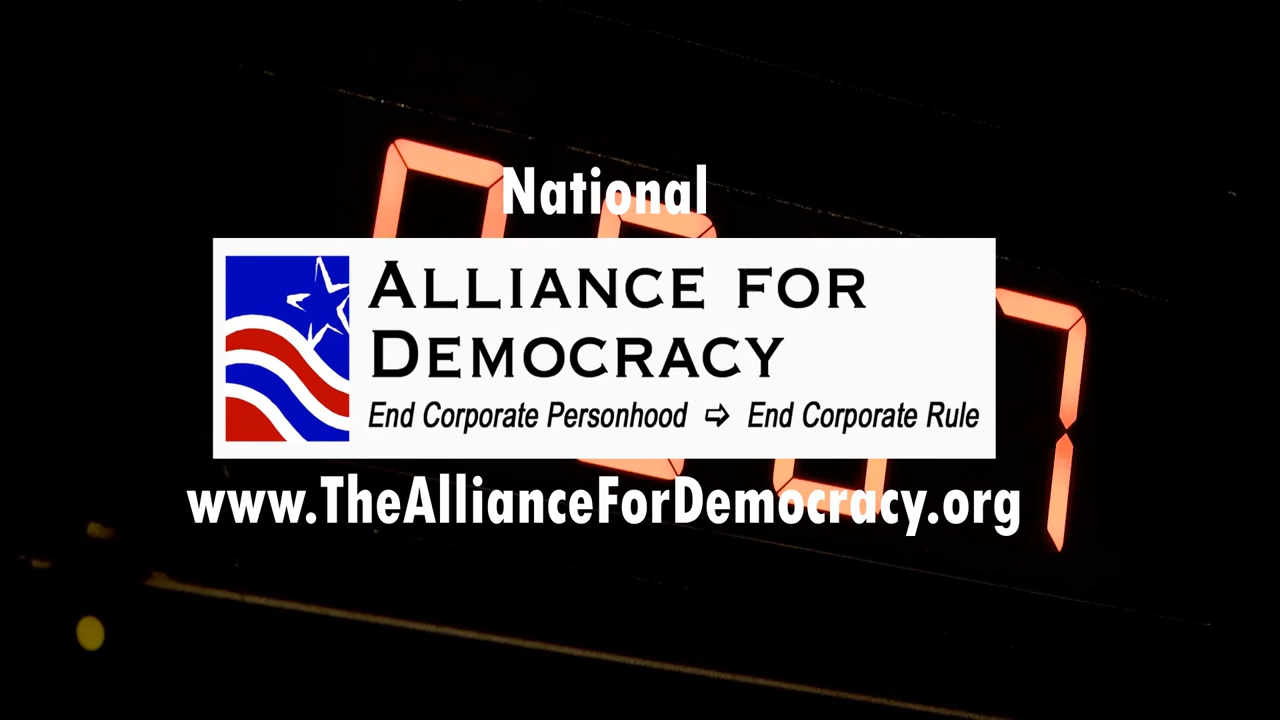 National
ALLIANCE FOR
DEMOCRACY
End Corporate Personhood ⇨ End Corporate Rule
www.TheAllianceForDemocracy.org